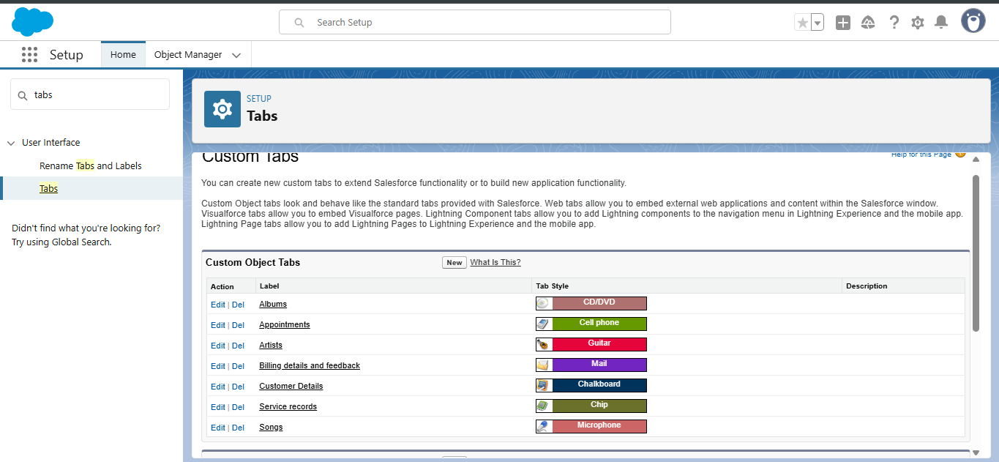 Search Setup
Setup
Home
Object Manager
tabs
User Interface
Rename Tabs and Labels
Tabs
Didn't find what you're looking for?
Try using Global Search.
SETUP
Tabs
Custom Tabs
Help for this Page
You can create new custom tabs to extend Salesforce functionality or to build new application functionality.
Custom Object tabs look and behave like the standard tabs provided with Salesforce. Web tabs allow you to embed external web applications and content within the Salesforce window.
Visualforce tabs allow you to embed Visualforce pages. Lightning Component tabs allow you to add Lightning components to the navigation menu in Lightning Experience and the mobile app.
Lightning Page tabs allow you to add Lightning Pages to Lightning Experience and the mobile app.
Custom Object Tabs New What Is This?
Action Label Tab Style Description
Edit | Del Albums CD/DVD
Edit | Del Appointments Cell phone
Edit | Del Artists Guitar
Edit | Del Billing details and feedback Mail
Edit | Del Customer Details Chalkboard
Edit | Del Service records Chip
Edit | Del Songs Microphone